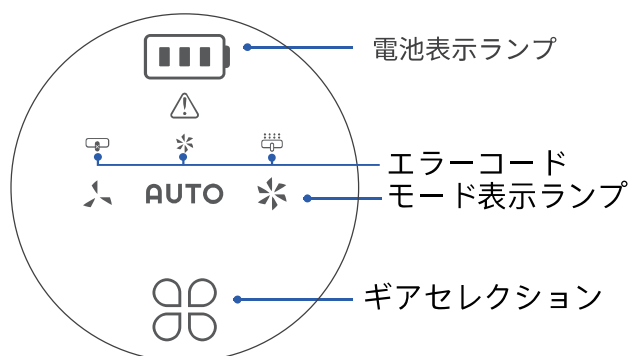 電池表示ランプ
エラーコード
AUTO
モード表示ランプ
ギアセレクション